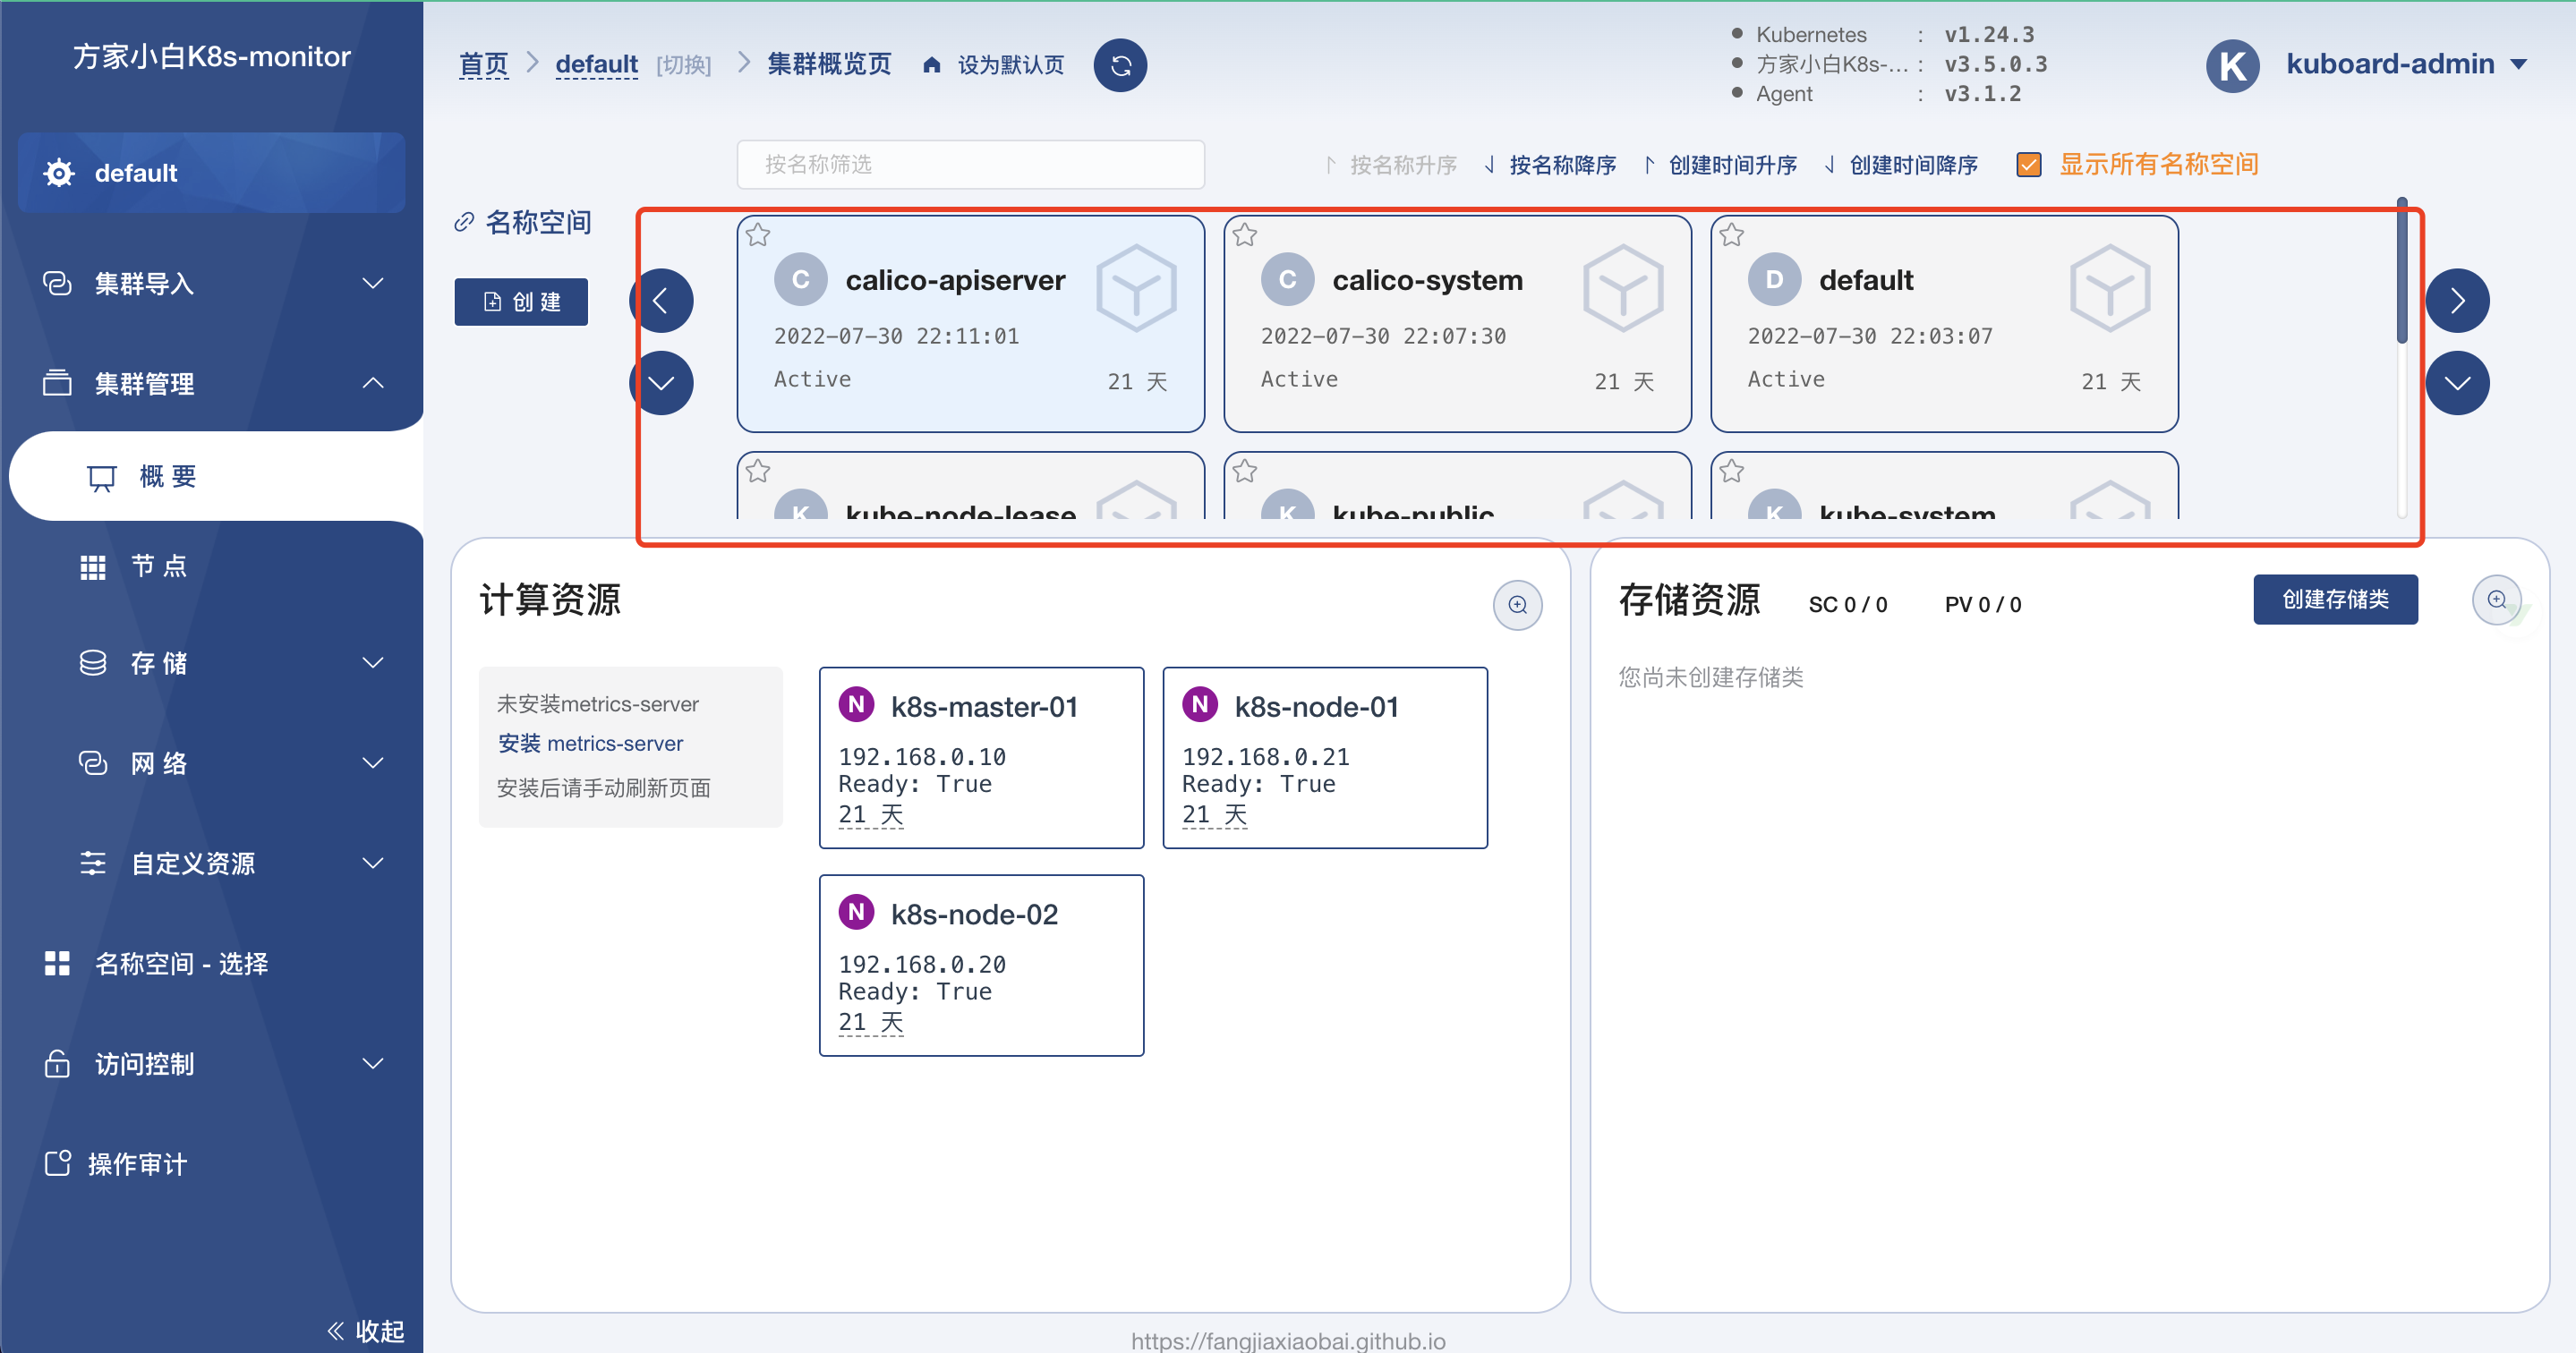 方家小白K8s-monitor
default
集群导入
集群管理
概 要
节 点
存 储
网 络
自定义资源
名称空间 - 选择
访问控制
操作审计
收起
首页 default [切换] 集群概览页 设为默认页
Kubernetes : v1.24.3
方家小白K8s-... : v3.5.0.3
Agent : v3.1.2
K kuboard-admin
按名称筛选
按名称升序 按名称降序 创建时间升序 创建时间降序 显示所有名称空间
名称空间
创 建
C calico-apiserver
2022-07-30 22:11:01
Active 21 天
C calico-system
2022-07-30 22:07:30
Active 21 天
D default
2022-07-30 22:03:07
Active 21 天
K kube-node-lease
K kube-public
K kube-system
计算资源
未安装metrics-server
安装 metrics-server
安装后请手动刷新页面
N k8s-master-01
192.168.0.10
Ready: True
21 天
N k8s-node-01
192.168.0.21
Ready: True
21 天
N k8s-node-02
192.168.0.20
Ready: True
21 天
存储资源 SC 0 / 0 PV 0 / 0 创建存储类
您尚未创建存储类
https://fangjiaxiaobai.github.io